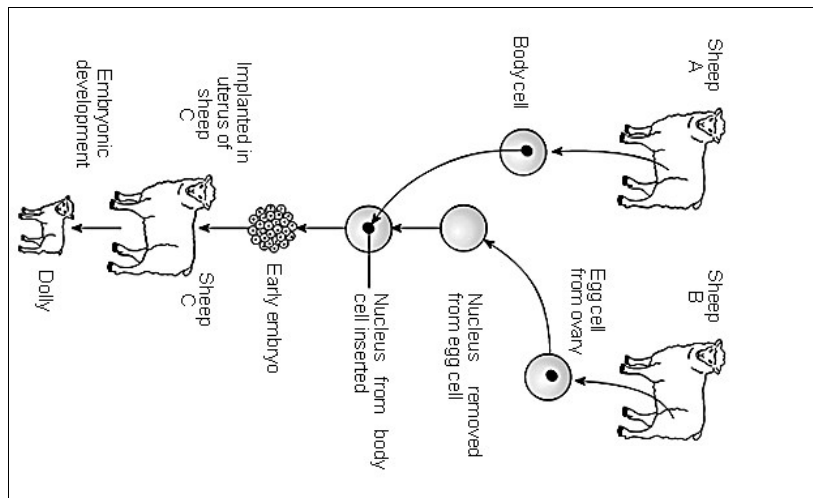 Sheep
A
Sheep
B
Body cell
Egg cell
from ovary
Nucleus removed
from egg cell
Nucleus from body
cell inserted
Early embryo
Implanted in
uterus of
sheep
C
Sheep
C
Embryonic
development
Dolly